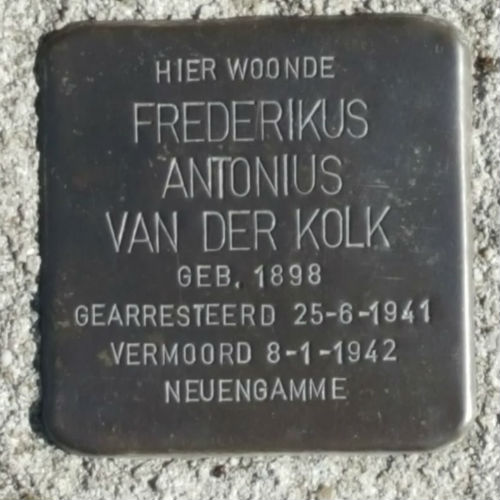 HIER WOONDE
FREDERIKUS
ANTONIUS
VAN DER KOLK
GEB. 1898
GEARRESTEERD 25-6-1941
VERMOORD 8-1-1942
NEUENGAMME